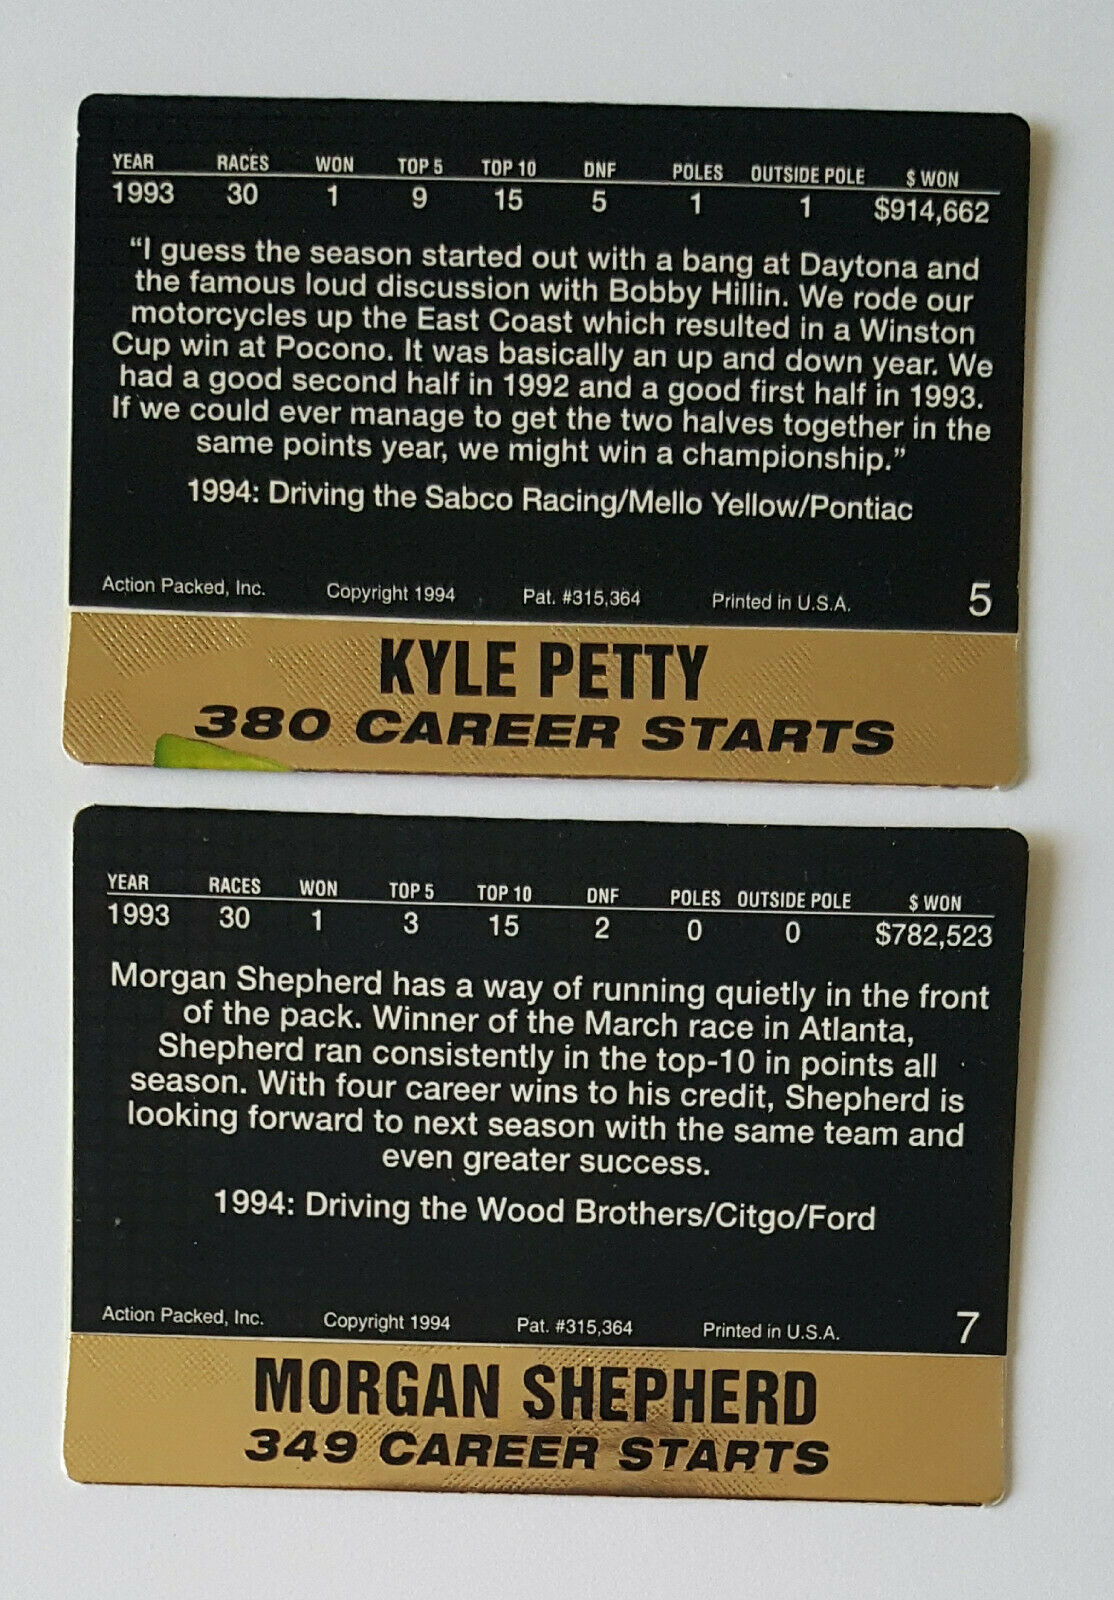 YEAR RACES WON TOP 5 TOP 10 DNF POLES OUTSIDE POLE $ WON
1993 30 1 9 15 5 1 1 $914,662
“I guess the season started out with a bang at Daytona and
the famous loud discussion with Bobby Hillin. We rode our
motorcycles up the East Coast which resulted in a Winston
Cup win at Pocono. It was basically an up and down year. We
had a good second half in 1992 and a good first half in 1993.
If we could ever manage to get the two halves together in the
same points year, we might win a championship.”
1994: Driving the Sabco Racing/Mello Yellow/Pontiac
Action Packed, Inc. Copyright 1994 Pat. #315,364 Printed in U.S.A. 5
KYLE PETTY
380 CAREER STARTS
YEAR RACES WON TOP 5 TOP 10 DNF POLES OUTSIDE POLE $ WON
1993 30 1 3 15 2 0 0 $782,523
Morgan Shepherd has a way of running quietly in the front
of the pack. Winner of the March race in Atlanta,
Shepherd ran consistently in the top-10 in points all
season. With four career wins to his credit, Shepherd is
looking forward to next season with the same team and
even greater success.
1994: Driving the Wood Brothers/Citgo/Ford
Action Packed, Inc. Copyright 1994 Pat. #315,364 Printed in U.S.A. 7
MORGAN SHEPHERD
349 CAREER STARTS